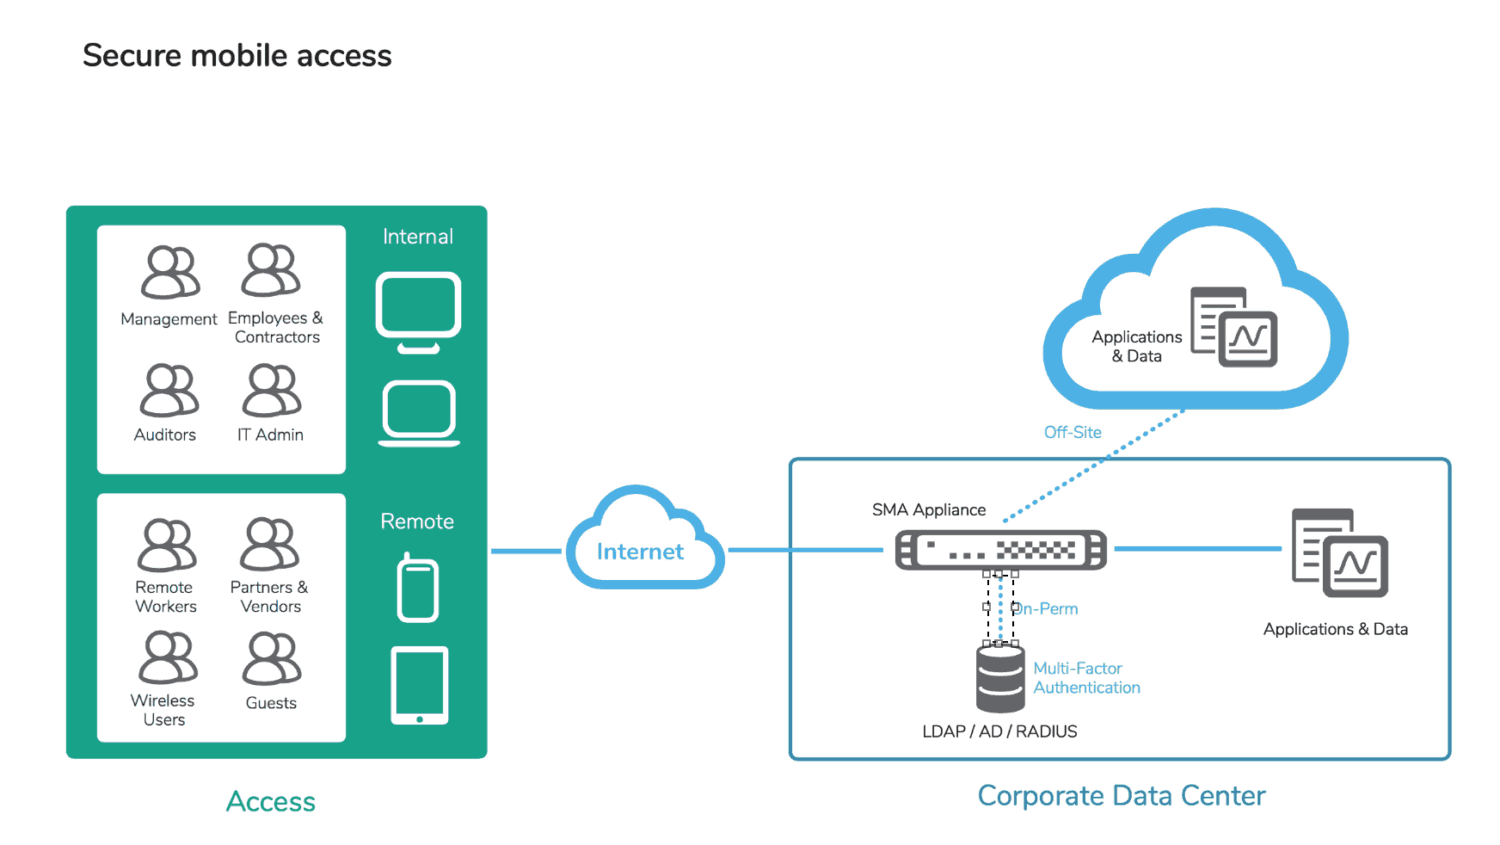 Secure mobile access
Internal
Management
Employees &
Contractors
Auditors
IT Admin
Remote
Remote
Workers
Partners &
Vendors
Wireless
Users
Guests
Access
Internet
Applications
& Data
Off-Site
SMA Appliance
On-Perm
Multi-Factor
Authentication
LDAP / AD / RADIUS
Applications & Data
Corporate Data Center